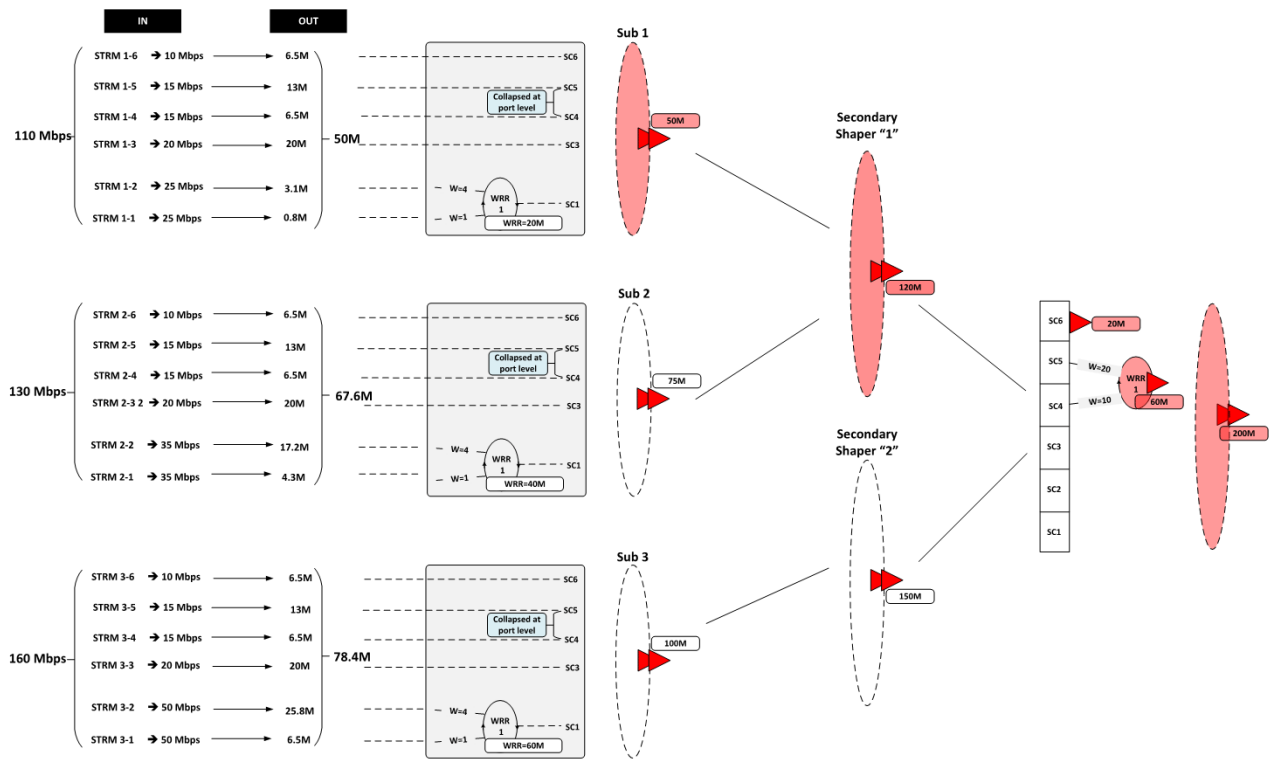 IN
OUT
STRM 1-6 → 10 Mbps 6.5M
STRM 1-5 → 15 Mbps 13M
STRM 1-4 → 15 Mbps 6.5M
STRM 1-3 → 20 Mbps 20M
STRM 1-2 → 25 Mbps 3.1M
STRM 1-1 → 25 Mbps 0.8M
110 Mbps
50M
SC6
SC5
Collapsed at
port level
SC4
SC3
W=4
WRR
1
W=1
SC1
WRR=20M
Sub 1
50M
STRM 2-6 → 10 Mbps 6.5M
STRM 2-5 → 15 Mbps 13M
STRM 2-4 → 15 Mbps 6.5M
STRM 2-3 2 → 20 Mbps 20M
STRM 2-2 → 35 Mbps 17.2M
STRM 2-1 → 35 Mbps 4.3M
130 Mbps
67.6M
SC6
SC5
Collapsed at
port level
SC4
SC3
W=4
WRR
1
W=1
SC1
WRR=40M
Sub 2
75M
STRM 3-6 → 10 Mbps 6.5M
STRM 3-5 → 15 Mbps 13M
STRM 3-4 → 15 Mbps 6.5M
STRM 3-3 → 20 Mbps 20M
STRM 3-2 → 50 Mbps 25.8M
STRM 3-1 → 50 Mbps 6.5M
160 Mbps
78.4M
SC6
SC5
Collapsed at
port level
SC4
SC3
W=4
WRR
1
W=1
SC1
WRR=60M
Sub 3
100M
Secondary
Shaper “1”
120M
Secondary
Shaper “2”
150M
SC6
20M
SC5
W=20
WRR
1
SC4
W=10
60M
SC3
SC2
SC1
200M